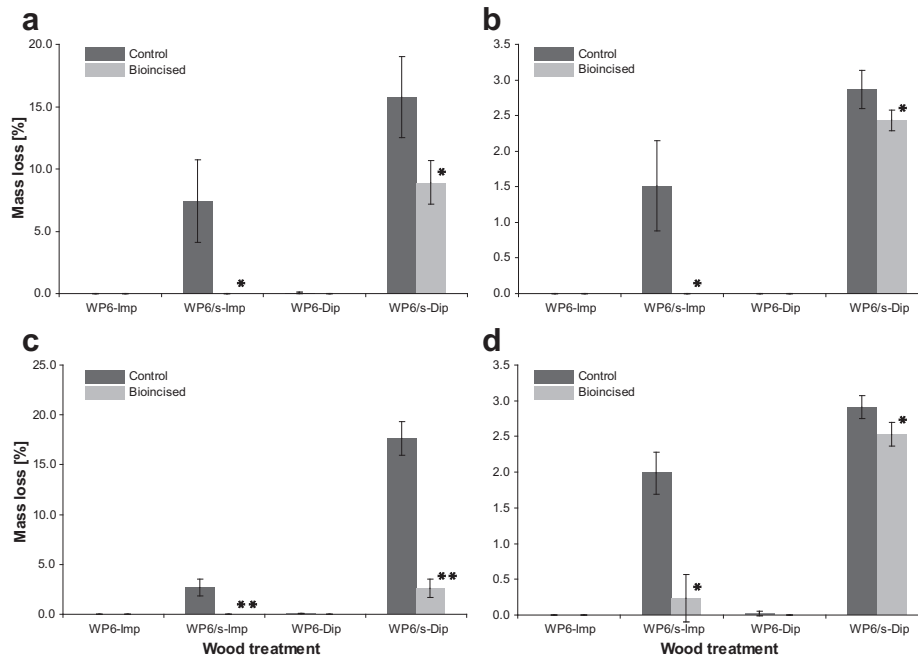 a
20.0
15.0
10.0
5.0
0.0
Mass loss [%]
Control
Bioincised
*
*
WP6-Imp WP6/s-Imp WP6-Dip WP6/s-Dip
b
3.5
3.0
2.5
2.0
1.5
1.0
0.5
0.0
Control
Bioincised
*
*
WP6-Imp WP6/s-Imp WP6-Dip WP6/s-Dip
c
25.0
20.0
15.0
10.0
5.0
0.0
Mass loss [%]
Control
Bioincised
**
**
WP6-Imp WP6/s-Imp WP6-Dip WP6/s-Dip
Wood treatment
d
3.5
3.0
2.5
2.0
1.5
1.0
0.5
0.0
Control
Bioincised
*
*
WP6-Imp WP6/s-Imp WP6-Dip WP6/s-Dip
Wood treatment